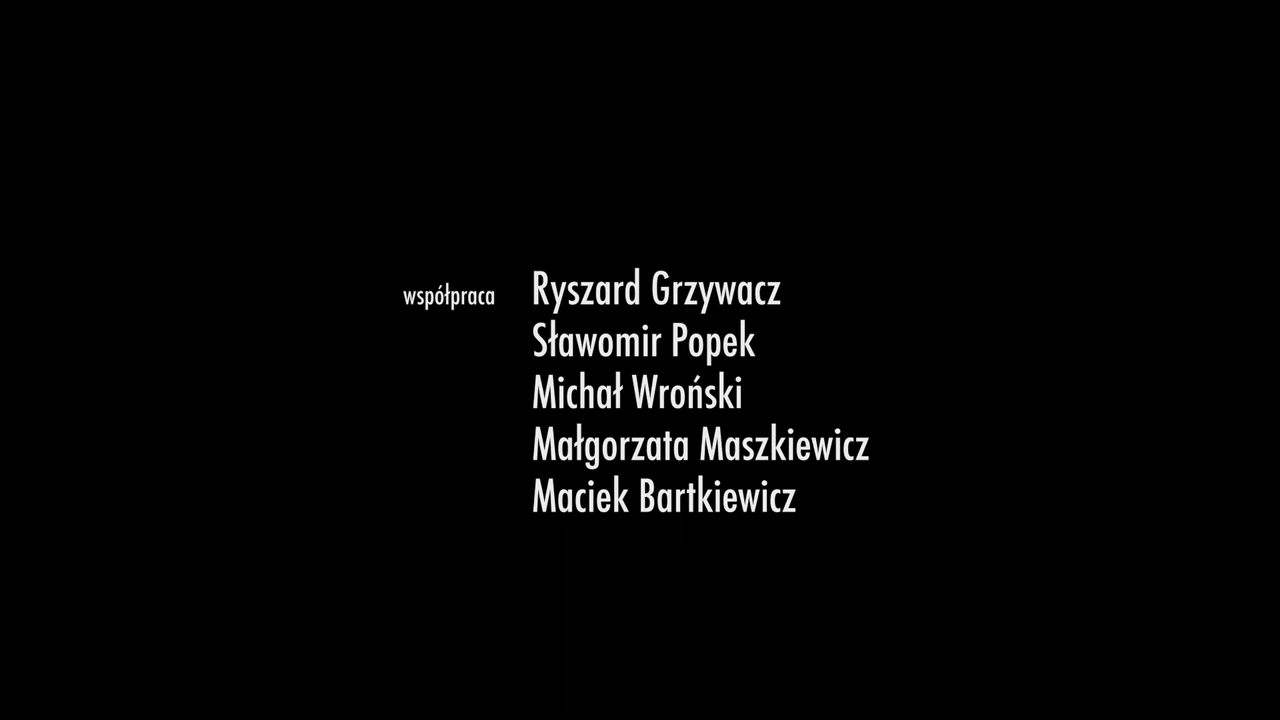 współpraca Ryszard Grzywacz
Sławomir Popek
Michał Wroński
Małgorzata Maszkiewicz
Maciek Bartkiewicz